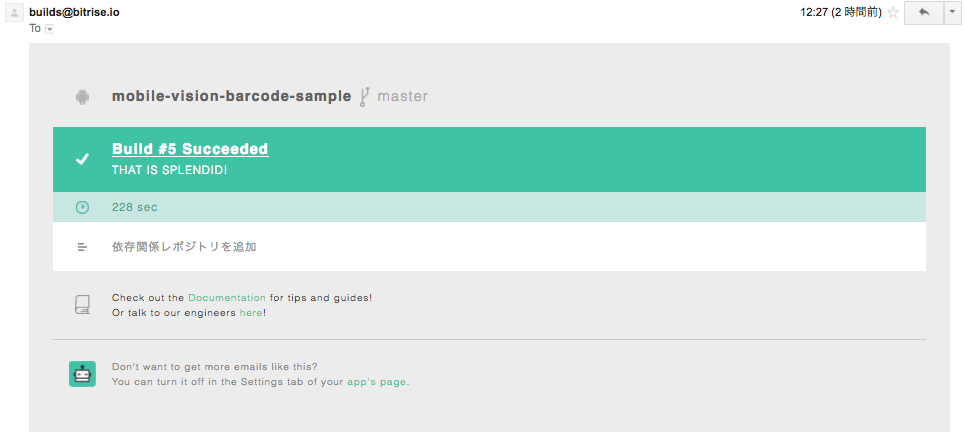 builds@bitrise.io
12:27 (2 時間前)
To
mobile-vision-barcode-sample master
Build #5 Succeeded
THAT IS SPLENDID!
228 sec
依存関係レポジトリを追加
Check out the Documentation for tips and guides!
Or talk to our engineers here!
Don't want to get more emails like this?
You can turn it off in the Settings tab of your app's page.